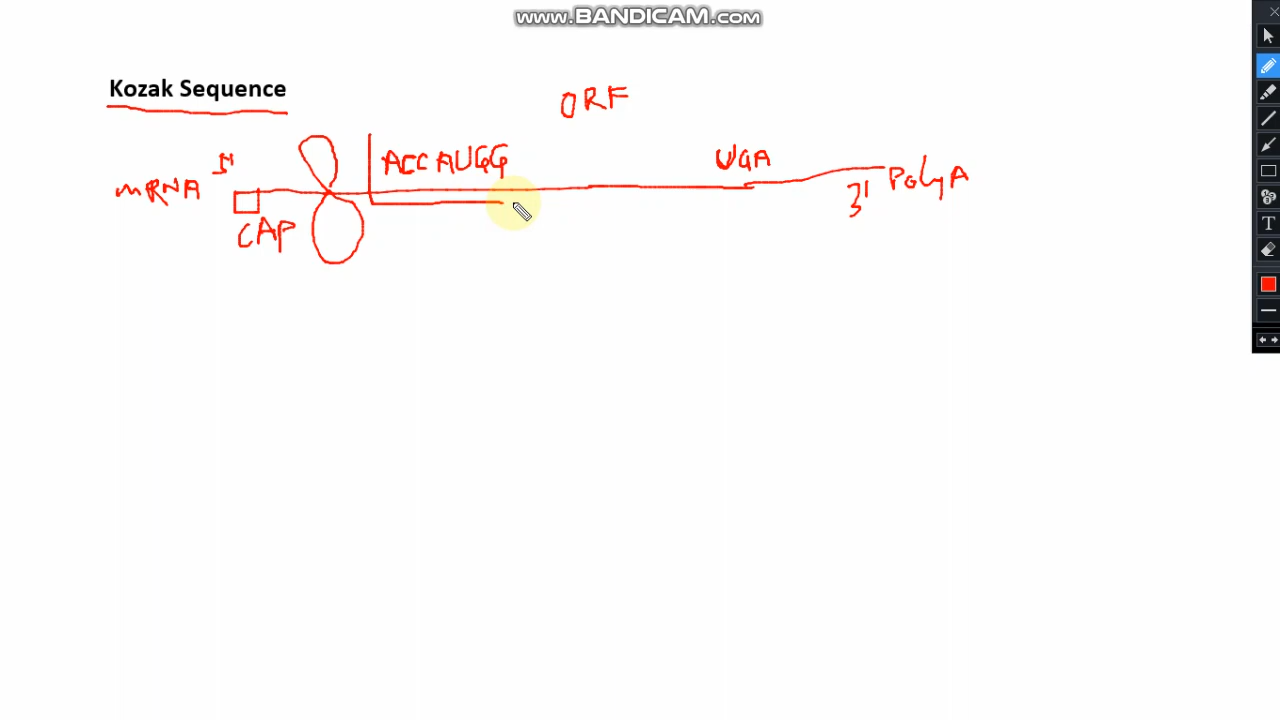 www.BANDICAM.com
Kozak Sequence
ORF
5' ACCAUGG UGA
mRNA 3' PolyA
CAP